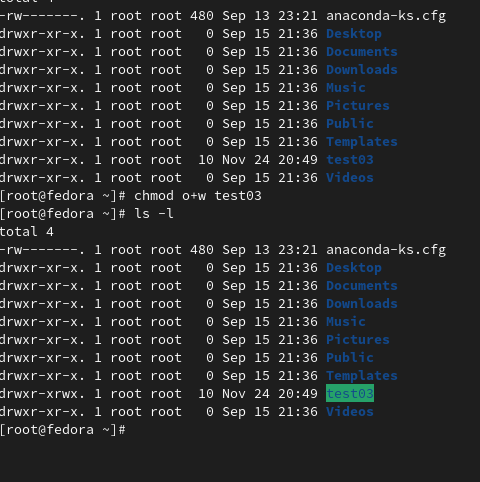 total 4
-rw-------. 1 root root 480 Sep 13 23:21 anaconda-ks.cfg
drwxr-xr-x. 1 root root   0 Sep 15 21:36 Desktop
drwxr-xr-x. 1 root root   0 Sep 15 21:36 Documents
drwxr-xr-x. 1 root root   0 Sep 15 21:36 Downloads
drwxr-xr-x. 1 root root   0 Sep 15 21:36 Music
drwxr-xr-x. 1 root root   0 Sep 15 21:36 Pictures
drwxr-xr-x. 1 root root   0 Sep 15 21:36 Public
drwxr-xr-x. 1 root root   0 Sep 15 21:36 Templates
drwxr-xr-x. 1 root root  10 Nov 24 20:49 test03
drwxr-xr-x. 1 root root   0 Sep 15 21:36 Videos
[root@fedora ~]# chmod o+w test03
[root@fedora ~]# ls -l
total 4
-rw-------. 1 root root 480 Sep 13 23:21 anaconda-ks.cfg
drwxr-xr-x. 1 root root   0 Sep 15 21:36 Desktop
drwxr-xr-x. 1 root root   0 Sep 15 21:36 Documents
drwxr-xr-x. 1 root root   0 Sep 15 21:36 Downloads
drwxr-xr-x. 1 root root   0 Sep 15 21:36 Music
drwxr-xr-x. 1 root root   0 Sep 15 21:36 Pictures
drwxr-xr-x. 1 root root   0 Sep 15 21:36 Public
drwxr-xr-x. 1 root root   0 Sep 15 21:36 Templates
drwxr-xrwx. 1 root root  10 Nov 24 20:49 test03
drwxr-xr-x. 1 root root   0 Sep 15 21:36 Videos
[root@fedora ~]#